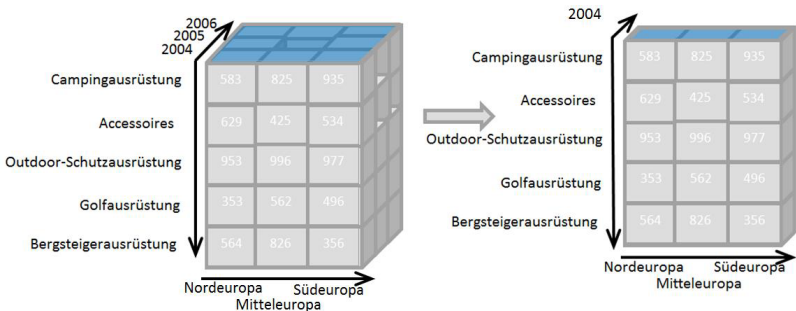 2006
2005
2004
Campingausrüstung
583 825 935
Accessoires
629 425 534
Outdoor-Schutzausrüstung
953 996 977
Golfausrüstung
353 562 496
Bergsteigerausrüstung
564 826 356
Nordeuropa Südeuropa
Mitteleuropa
2004
Campingausrüstung
583 825 935
Accessoires
629 425 534
Outdoor-Schutzausrüstung
953 996 977
Golfausrüstung
353 562 496
Bergsteigerausrüstung
564 826 356
Nordeuropa Südeuropa
Mitteleuropa